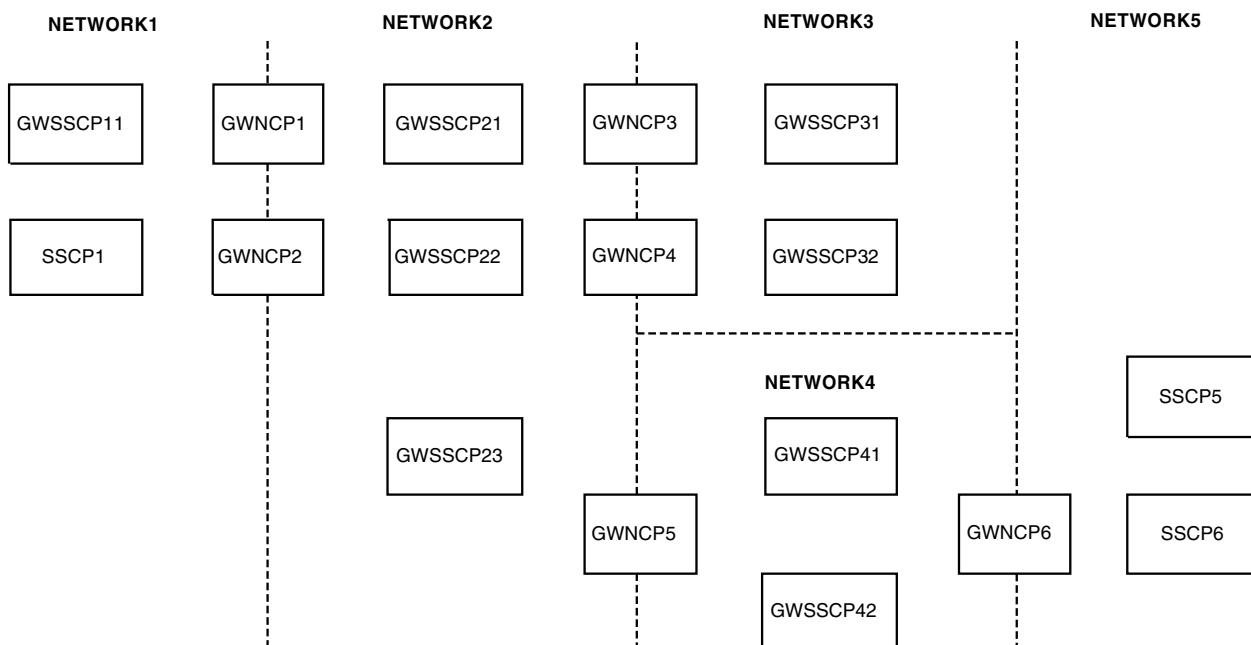 NETWORK1
NETWORK2
NETWORK3
NETWORK5
GWSSCP11
GWNCP1
GWSSCP21
GWNCP3
GWSSCP31
SSCP1
GWNCP2
GWSSCP22
GWNCP4
GWSSCP32
NETWORK4
SSCP5
GWSSCP23
GWSSCP41
GWNCP5
GWNCP6
SSCP6
GWSSCP42